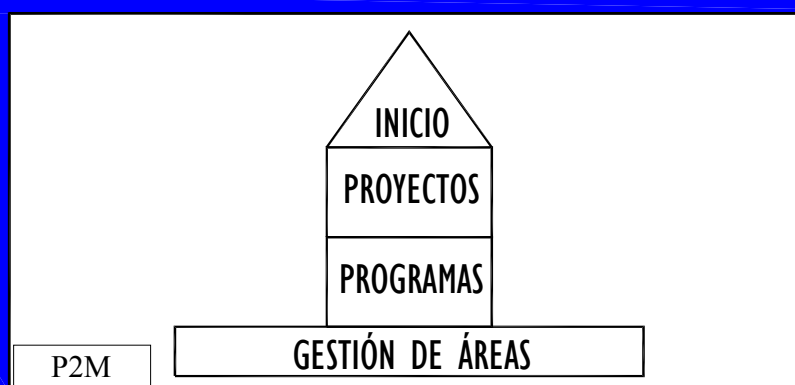 INICIO
PROYECTOS
PROGRAMAS
GESTIÓN DE ÁREAS
P2M